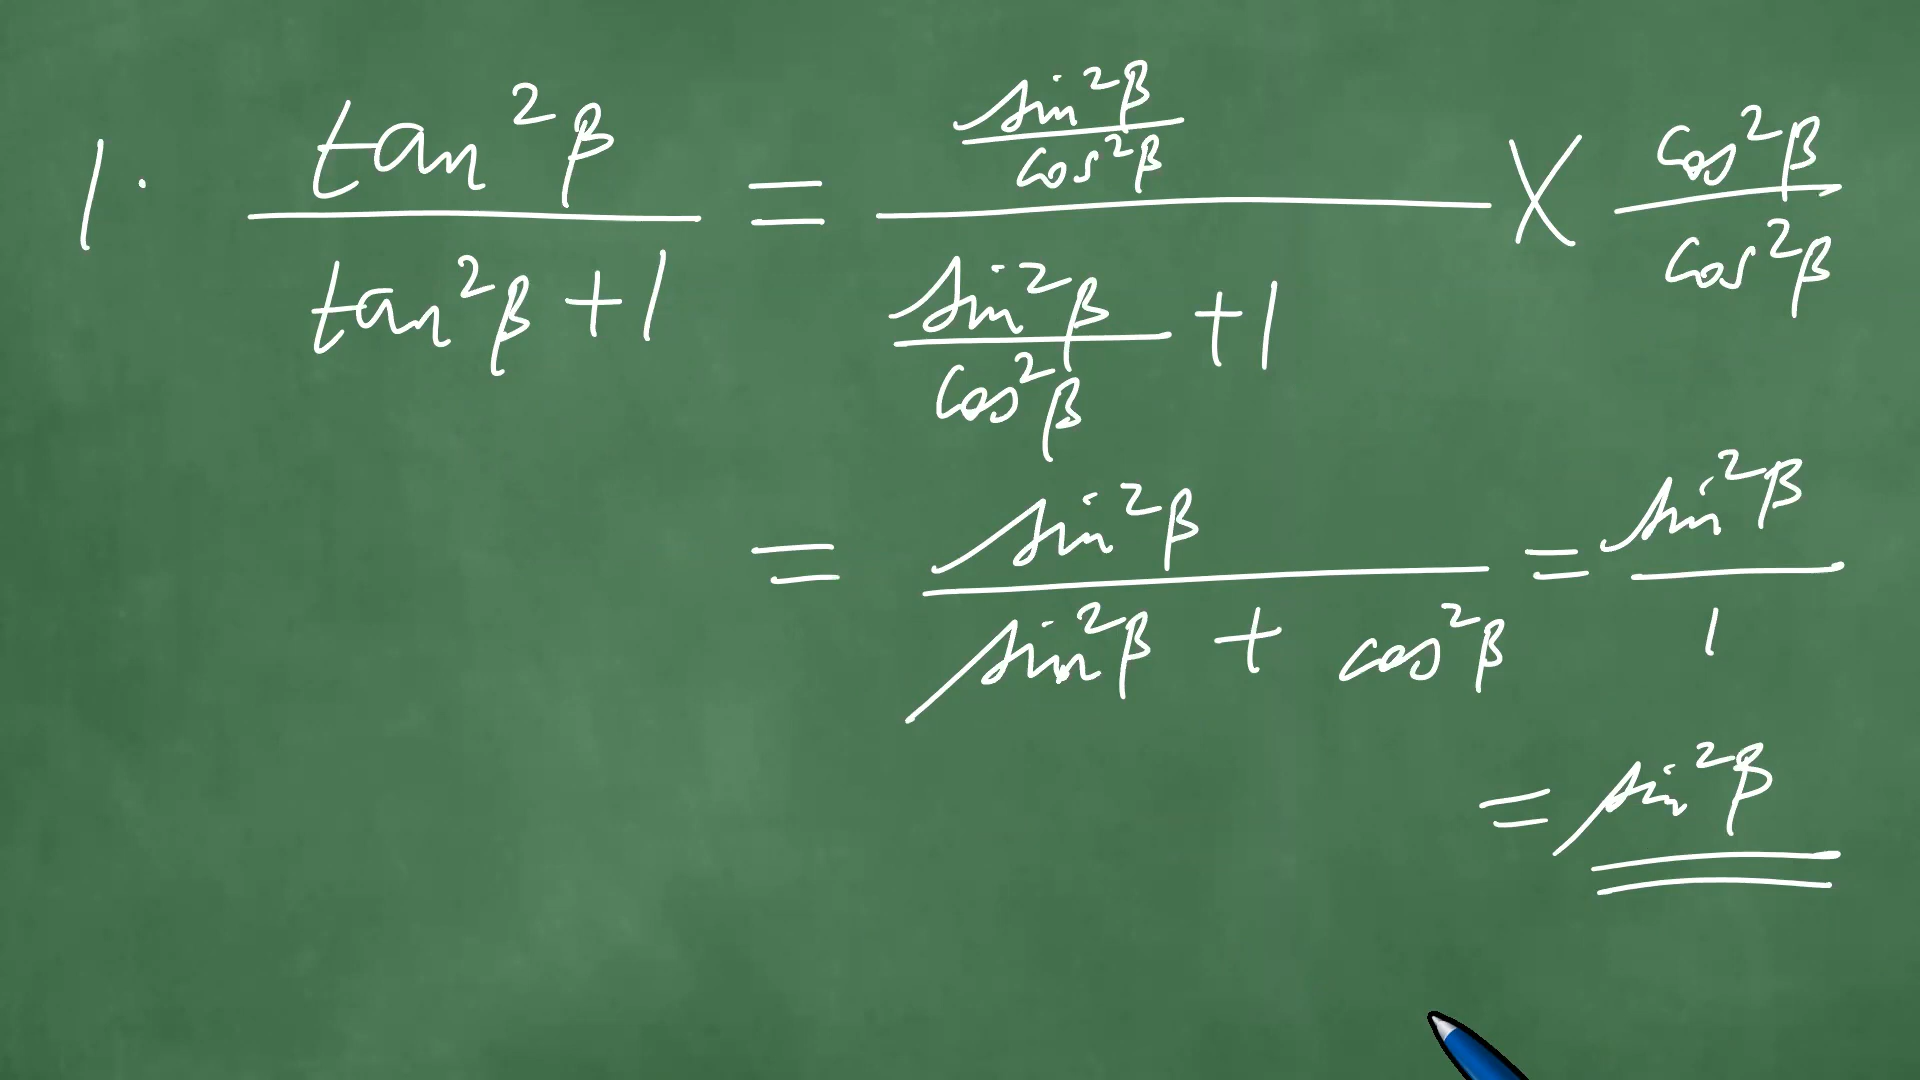 1. tan²β / (tan²β + 1) = (sin²β / cos²β) / (sin²β / cos²β + 1) × cos²β / cos²β
= sin²β / (sin²β + cos²β) = sin²β / 1
= sin²β